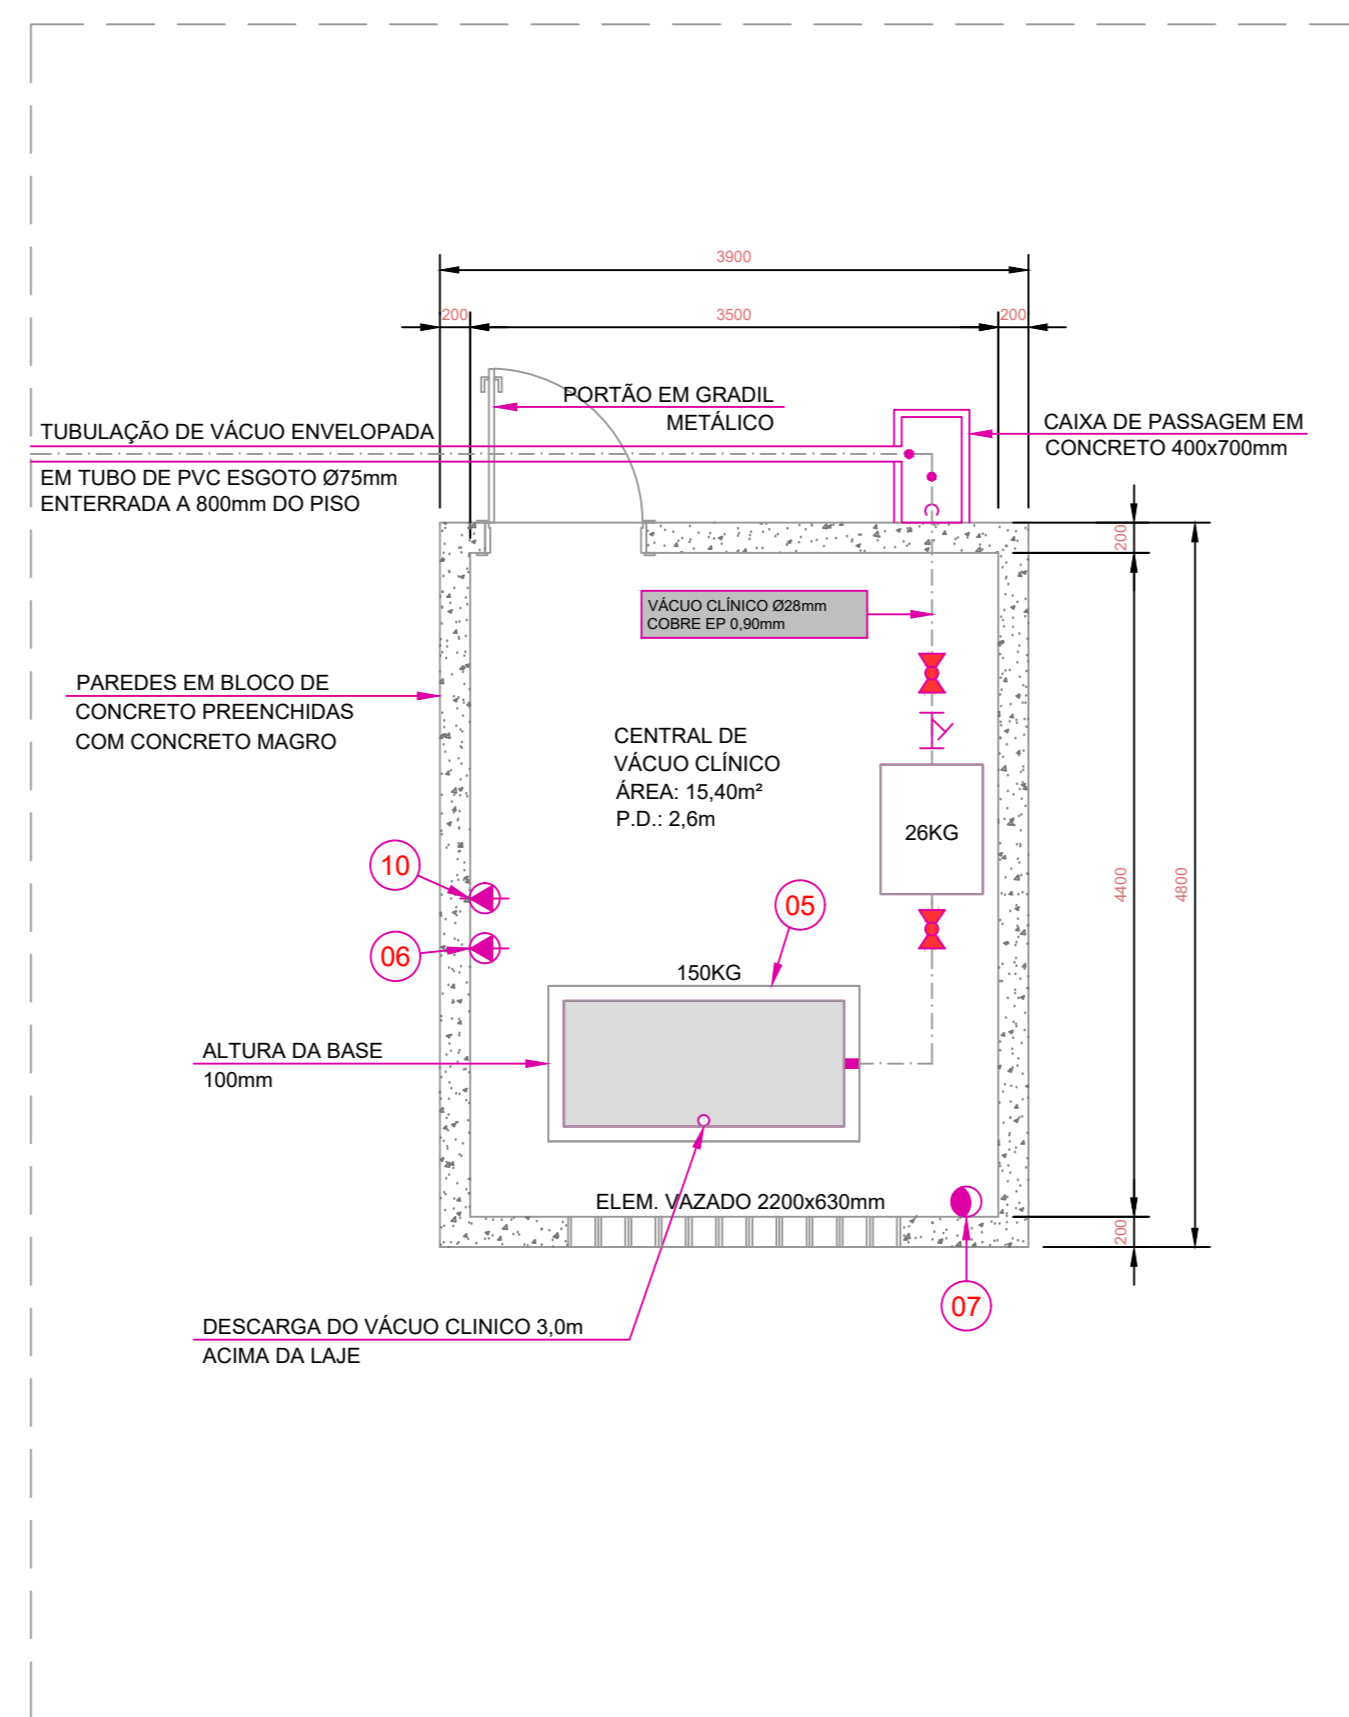 3900
200
3500
200
PORTÃO EM GRADIL
METÁLICO
TUBULAÇÃO DE VÁCUO ENVELOPADA
EM TUBO DE PVC ESGOTO Ø75mm
ENTERRADA A 800mm DO PISO
CAIXA DE PASSAGEM EM
CONCRETO 400x700mm
200
VÁCUO CLÍNICO Ø28mm
COBRE EP 0,90mm
PAREDES EM BLOCO DE
CONCRETO PREENCHIDAS
COM CONCRETO MAGRO
CENTRAL DE
VÁCUO CLÍNICO
ÁREA: 15,40m²
P.D.: 2,6m
26KG
10
05
4400
4800
06
150KG
ALTURA DA BASE
100mm
ELEM. VAZADO 2200x630mm
200
07
DESCARGA DO VÁCUO CLINICO 3,0m
ACIMA DA LAJE